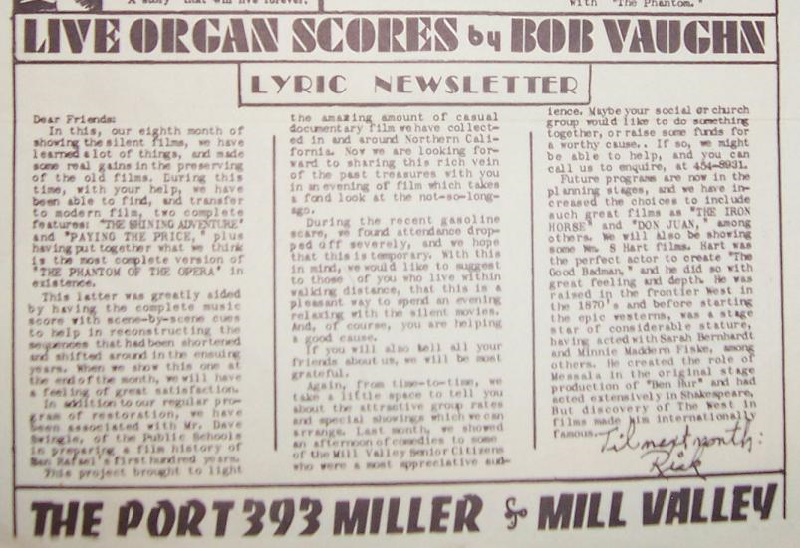 A story that will live forever.
with "The Phantom."
LIVE ORGAN SCORES by BOB VAUGHN
LYRIC NEWSLETTER
Dear Friends:
In this, our eighth month of
showing the silent films, we have
learned a lot of things, and made
some real gains in the preserving
of the old films. During this
time, with your help, we have
been able to find, and transfer
to modern film, two complete
features: "THE SHINING ADVENTURE"
and "PAYING THE PRICE," plus
having put together what we think
is the most complete version of
"THE PHANTOM OF THE OPERA" in
existence.
This latter was greatly aided
by having the complete music
score with scene-by-scene cues
to help in reconstructing the
sequences that had been shortened
and shifted around in the ensuing
years. When we show this one at
the end of the month, we will have
a feeling of great satisfaction.
In addition to our regular pro-
gram of restoration, we have
been associated with Mr. Dave
Swingle, of the Public Schools
in preparing a film history of
San Rafael's first hundred years.
This project brought to light
the amazing amount of casual
documentary film we have collect-
ed in and around Northern Cali-
fornia. Now we are looking for-
ward to sharing this rich vein
of the past treasures with you
in an evening of film which takes
a fond look at the not-so-long-
ago.
During the recent gasoline
scare, we found attendance drop-
ped off severely, and we hope
that this is temporary. With this
in mind, we would like to suggest
to those of you who live within
walking distance, that this is a
pleasant way to spend an evening
relaxing with the silent movies.
And, of course, you are helping
a good cause.
If you will also tell all your
friends about us, we will be most
grateful.
Again, from time-to-time, we
take a little space to tell you
about the attractive group rates
and special showings which we can
arrange. Last month, we showed
an afternoon of comedies to some
of the Mill Valley Senior Citizens
who were a most appreciative aud-
ience. Maybe your social or church
group would like to do something
together, or raise some funds for
a worthy cause.. If so, we might
be able to help, and you can
call us to enquire, at 454-8931.
Future programs are now in the
planning stages, and we have in-
creased the choices to include
such great films as "THE IRON
HORSE" and "DON JUAN," among
others. We will also be showing
some Wm. S Hart films. Hart was
the perfect actor to create "The
Good Badman," and he did so with
great feeling and depth. He was
raised in the frontier West in
the 1870's and before starting
the epic westerns, was a stage
star of considerable stature,
having acted with Sarah Bernhardt
and Minnie Maddern Fiske, among
others. He created the role of
Messala in the original stage
production of "Ben Hur" and had
acted extensively in Shakespeare.
But discovery of The West in
films made him internationally
famous.
Til next month:
Rick
THE PORT 393 MILLER & MILL VALLEY